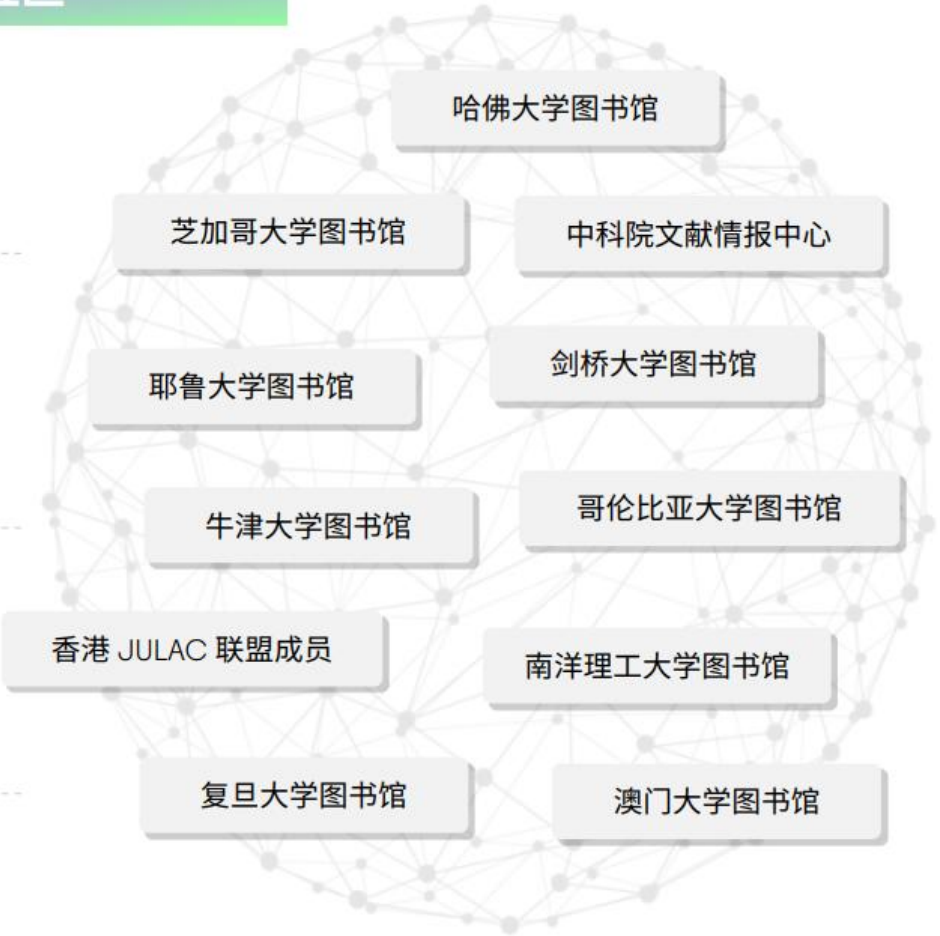 哈佛大学图书馆
芝加哥大学图书馆
中科院文献情报中心
耶鲁大学图书馆
剑桥大学图书馆
牛津大学图书馆
哥伦比亚大学图书馆
香港 JULAC 联盟成员
南洋理工大学图书馆
复旦大学图书馆
澳门大学图书馆